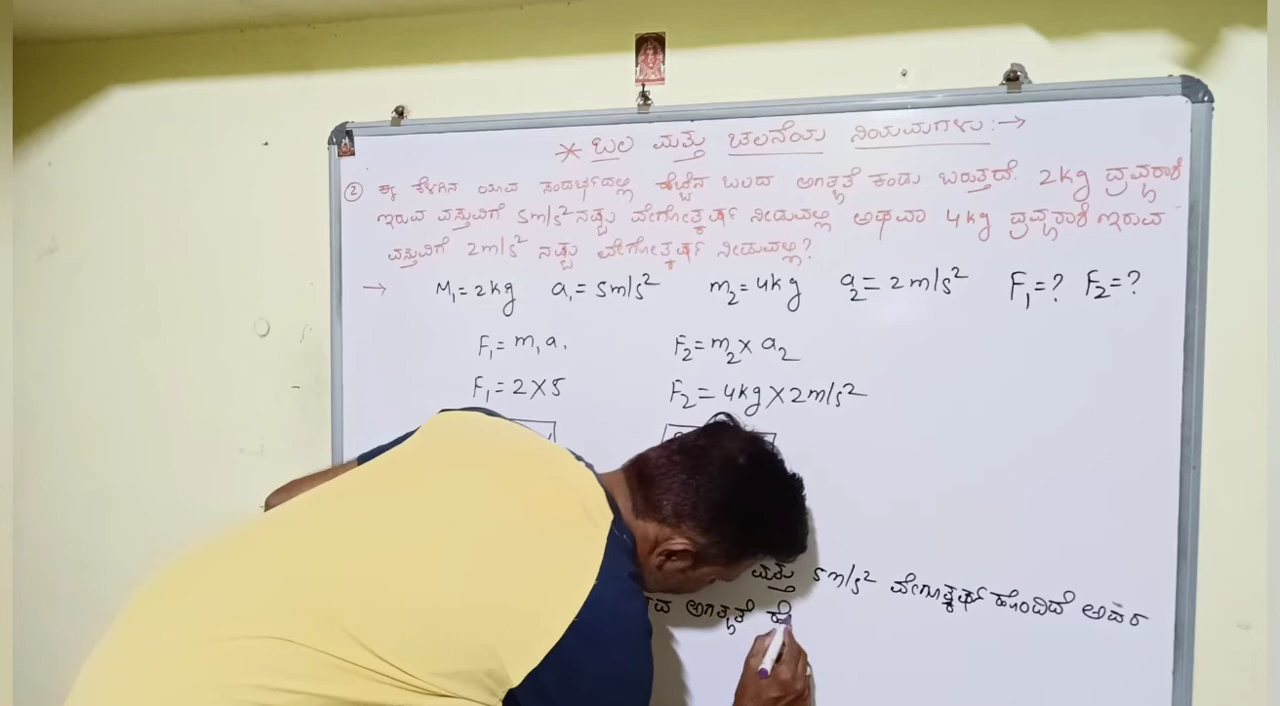 * ಬಲ ಮತ್ತು ಚಲನೆಯ ನಿಯಮಗಳು:→
② ಈ ಕೆಳಗಿನ ಯಾವ ಸಂದರ್ಭದಲ್ಲಿ ಹೆಚ್ಚಿನ ಬಲದ ಅಗತ್ಯತೆ ಕಂಡು ಬರುತ್ತದೆ. 2kg ದ್ರವ್ಯರಾಶಿ
ಇರುವ ವಸ್ತುವಿಗೆ 5m/s² ನಷ್ಟು ವೇಗೋತ್ಕರ್ಷ ನೀಡುವಲ್ಲಿ ಅಥವಾ 4kg ದ್ರವ್ಯರಾಶಿ ಇರುವ
ವಸ್ತುವಿಗೆ 2m/s² ನಷ್ಟು ವೇಗೋತ್ಕರ್ಷ ನೀಡುವಲ್ಲಿ?
→ M₁=2kg a₁=5m/s² m₂=4kg a₂=2m/s² F₁=? F₂=?
F₁=m₁a₁ F₂=m₂×a₂
F₁=2×5 F₂=4kg×2m/s²
ಮತ್ತು 5m/s² ವೇಗೋತ್ಕರ್ಷ ಹೊಂದಿದೆ ಅದರ
ಅಗತ್ಯತೆ ಹೆ